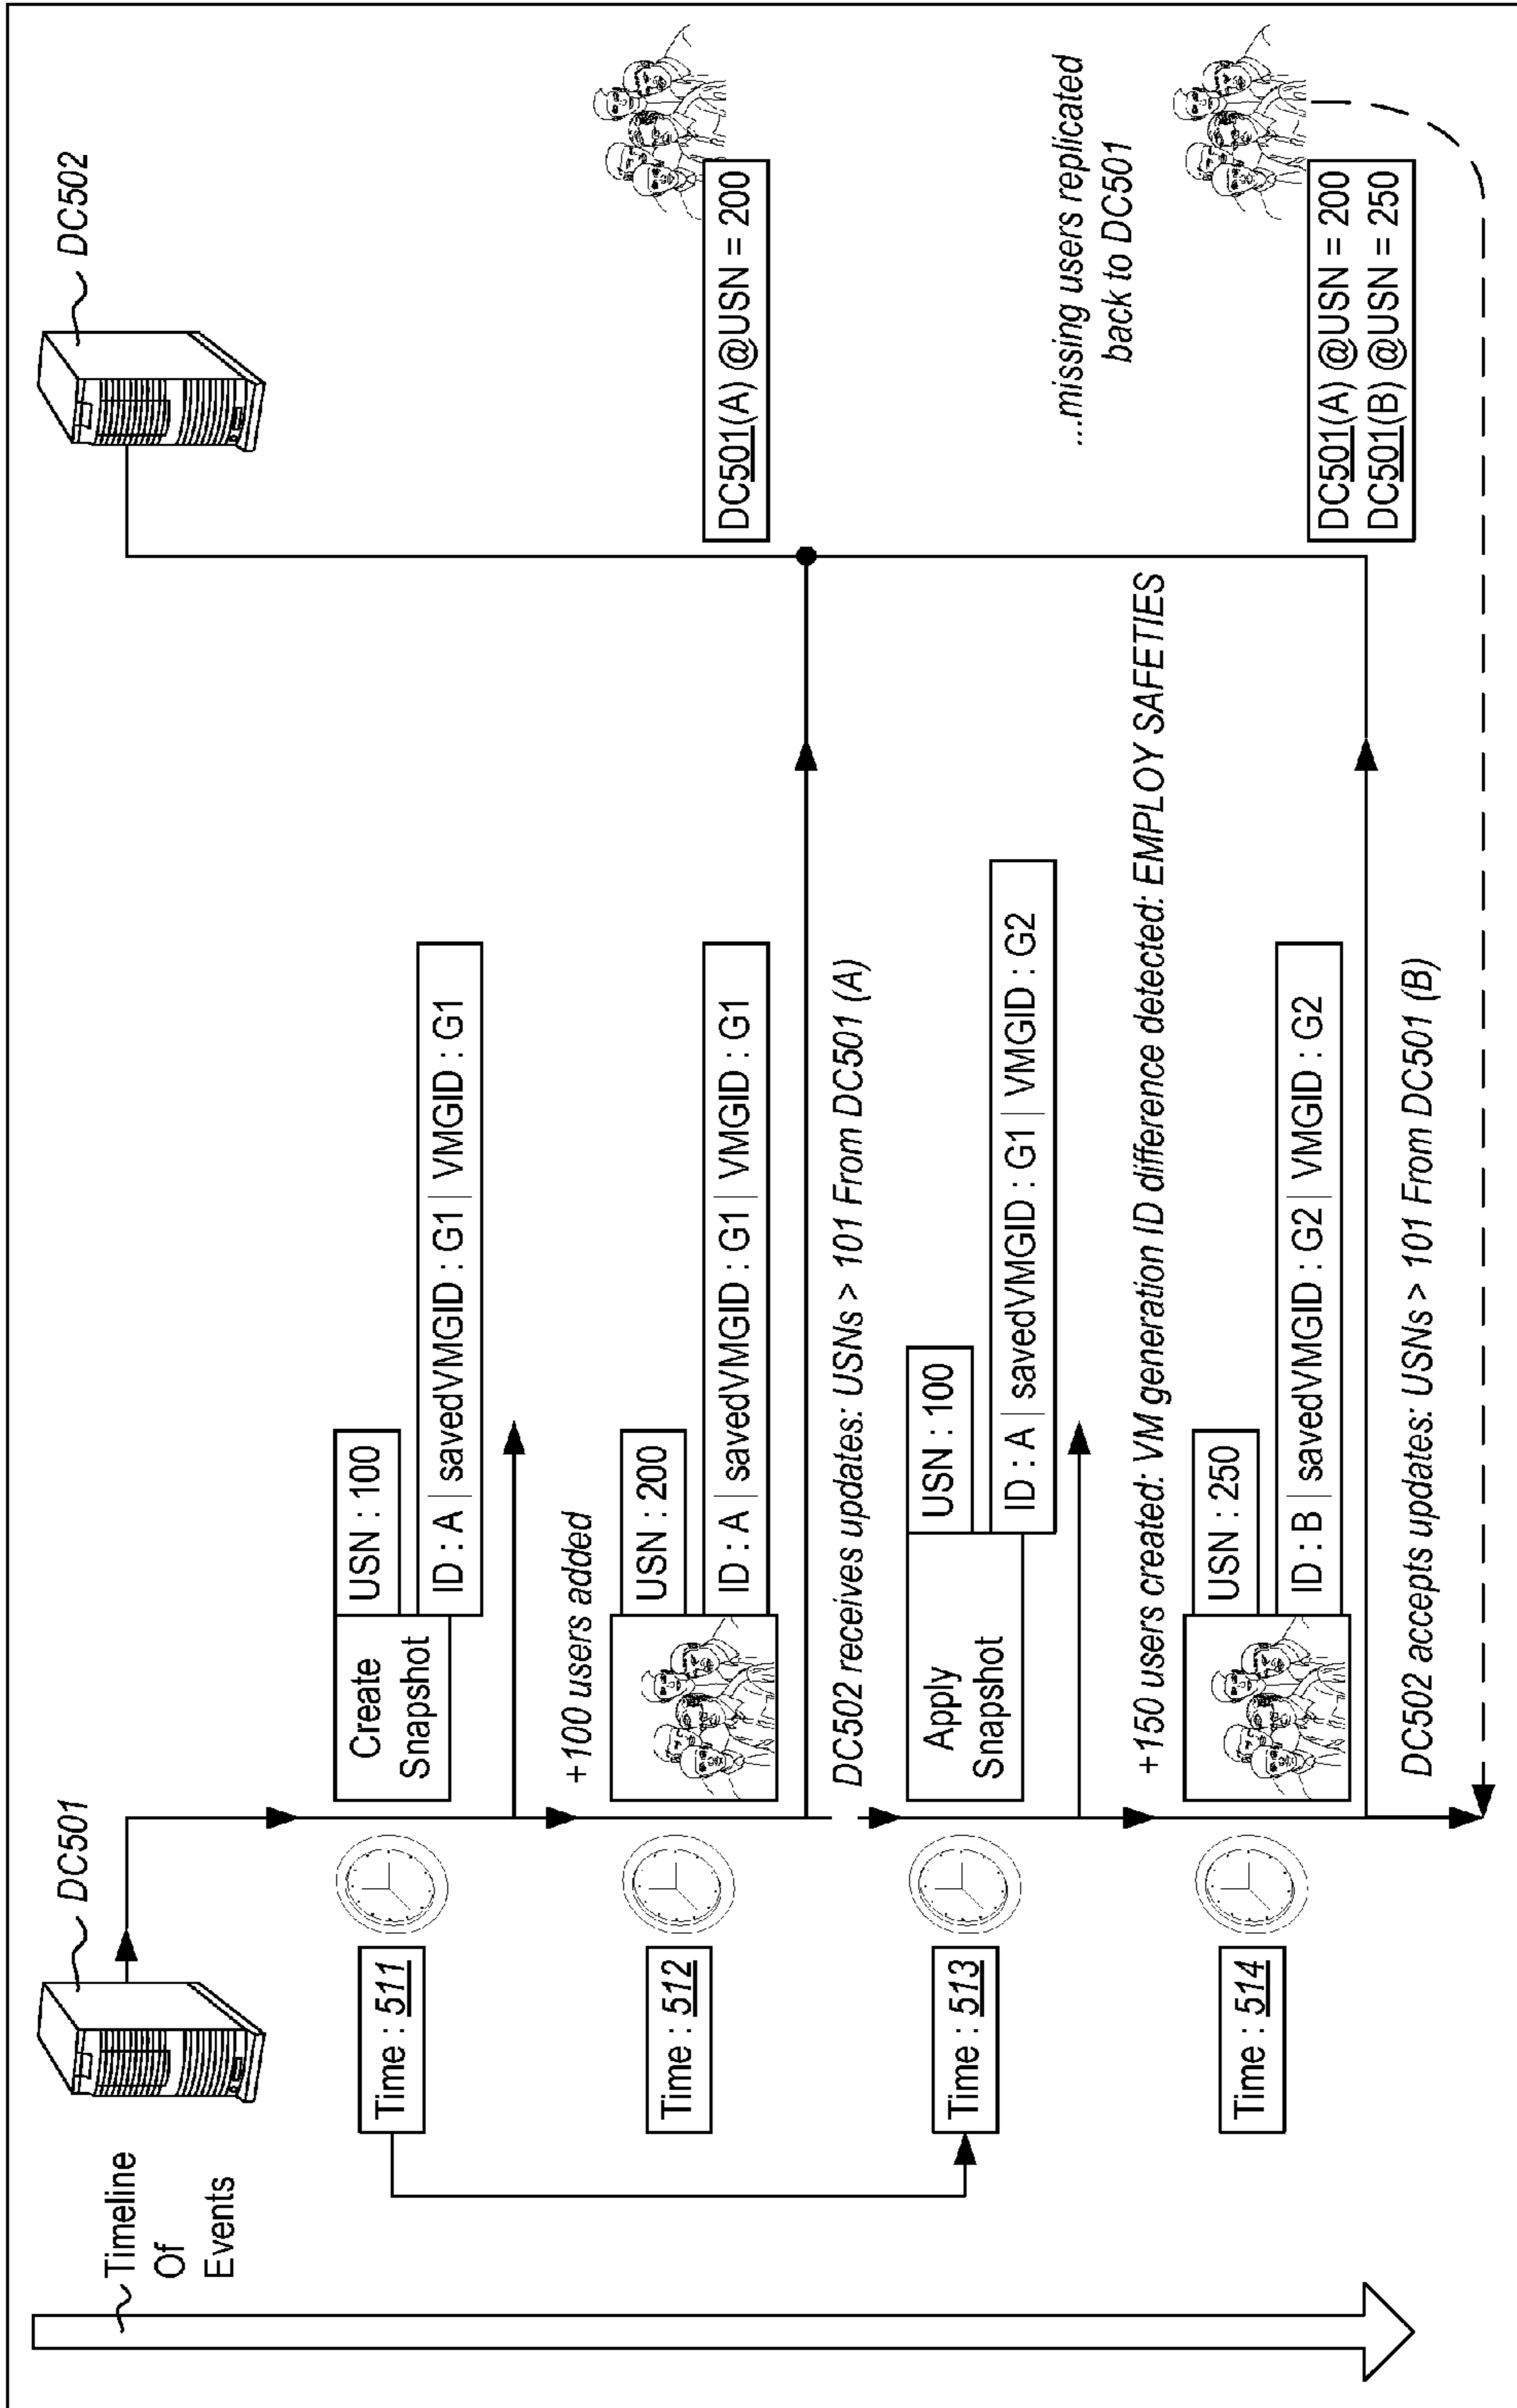 Timeline
Of
Events
DC501
DC502
Time : 511
Create
Snapshot
USN : 100
ID : A | savedVMGID : G1 | VMGID : G1
+100 users added
Time : 512
USN : 200
ID : A | savedVMGID : G1 | VMGID : G1
DC501(A) @USN = 200
DC502 receives updates: USNs > 101 From DC501 (A)
Time : 513
Apply
Snapshot
USN : 100
ID : A | savedVMGID : G1 | VMGID : G2
....missing users replicated
back to DC501
+150 users created: VM generation ID difference detected: EMPLOY SAFETIES
Time : 514
USN : 250
ID : B | savedVMGID : G2 | VMGID : G2
DC501(A) @USN = 200
DC501(B) @USN = 250
DC502 accepts updates: USNs > 101 From DC501 (B)